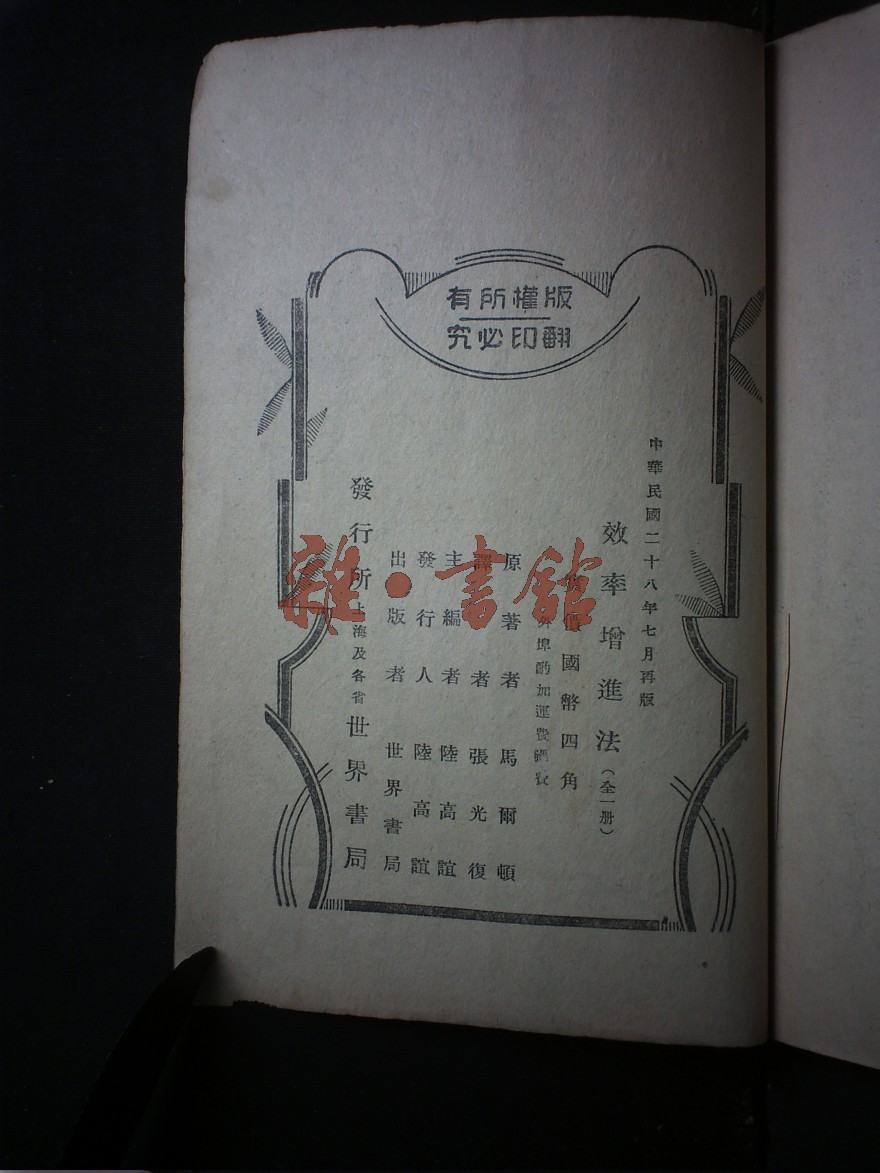 版權所有
翻印必究
中華民國二十八年七月再版
效率增進法（全一册）
價國幣四角
外埠酌加運費匯費
原著者 馬爾頓
譯者 張光復
主編者 陸高誼
發行人 陸高誼
出版者 世界書局
發行所 上海及各省 世界書局
雜·書館